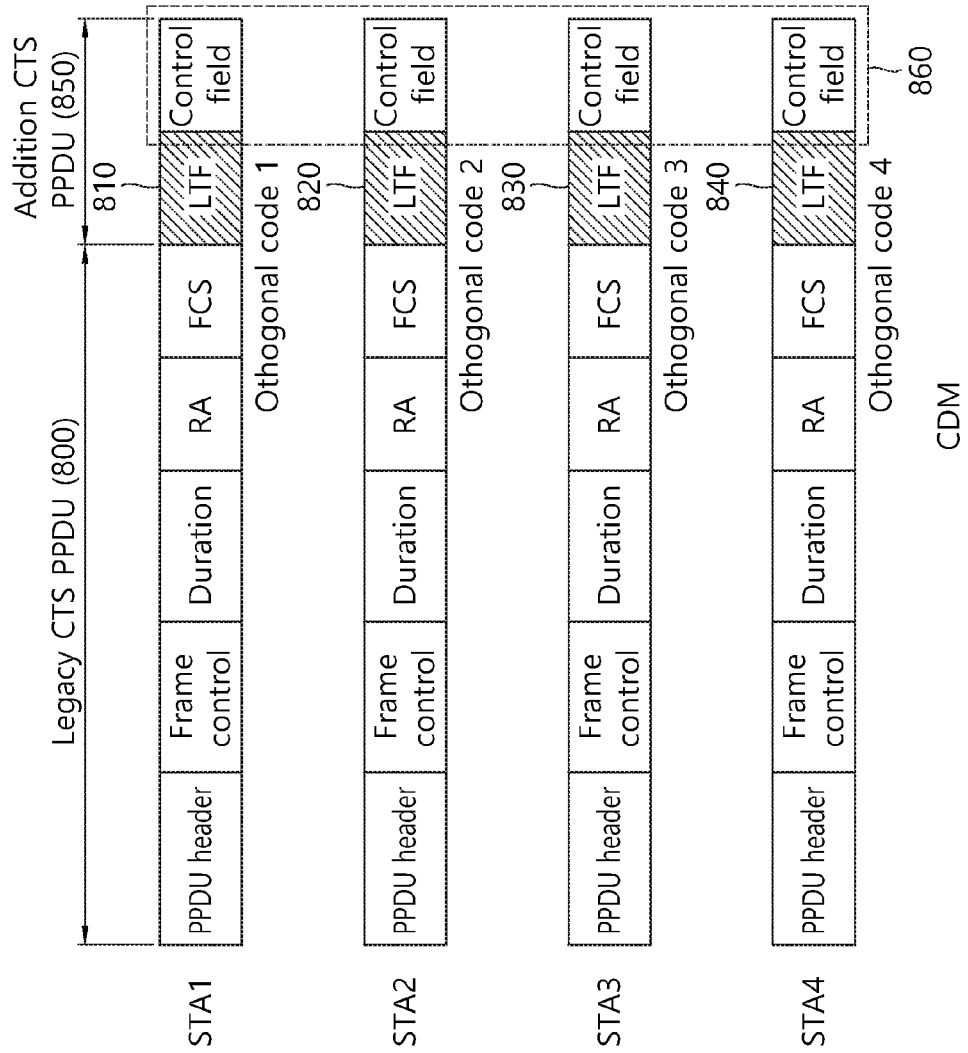 Legacy CTS PPDU (800)
Addition CTS
PPDU (850)
810
STA1
PPDU header
Frame
control
Duration
RA
FCS
LTF
Control
field
Othogonal code 1
820
STA2
PPDU header
Frame
control
Duration
RA
FCS
LTF
Control
field
Othogonal code 2
830
STA3
PPDU header
Frame
control
Duration
RA
FCS
LTF
Control
field
Othogonal code 3
840
STA4
PPDU header
Frame
control
Duration
RA
FCS
LTF
Control
field
Othogonal code 4
860
CDM